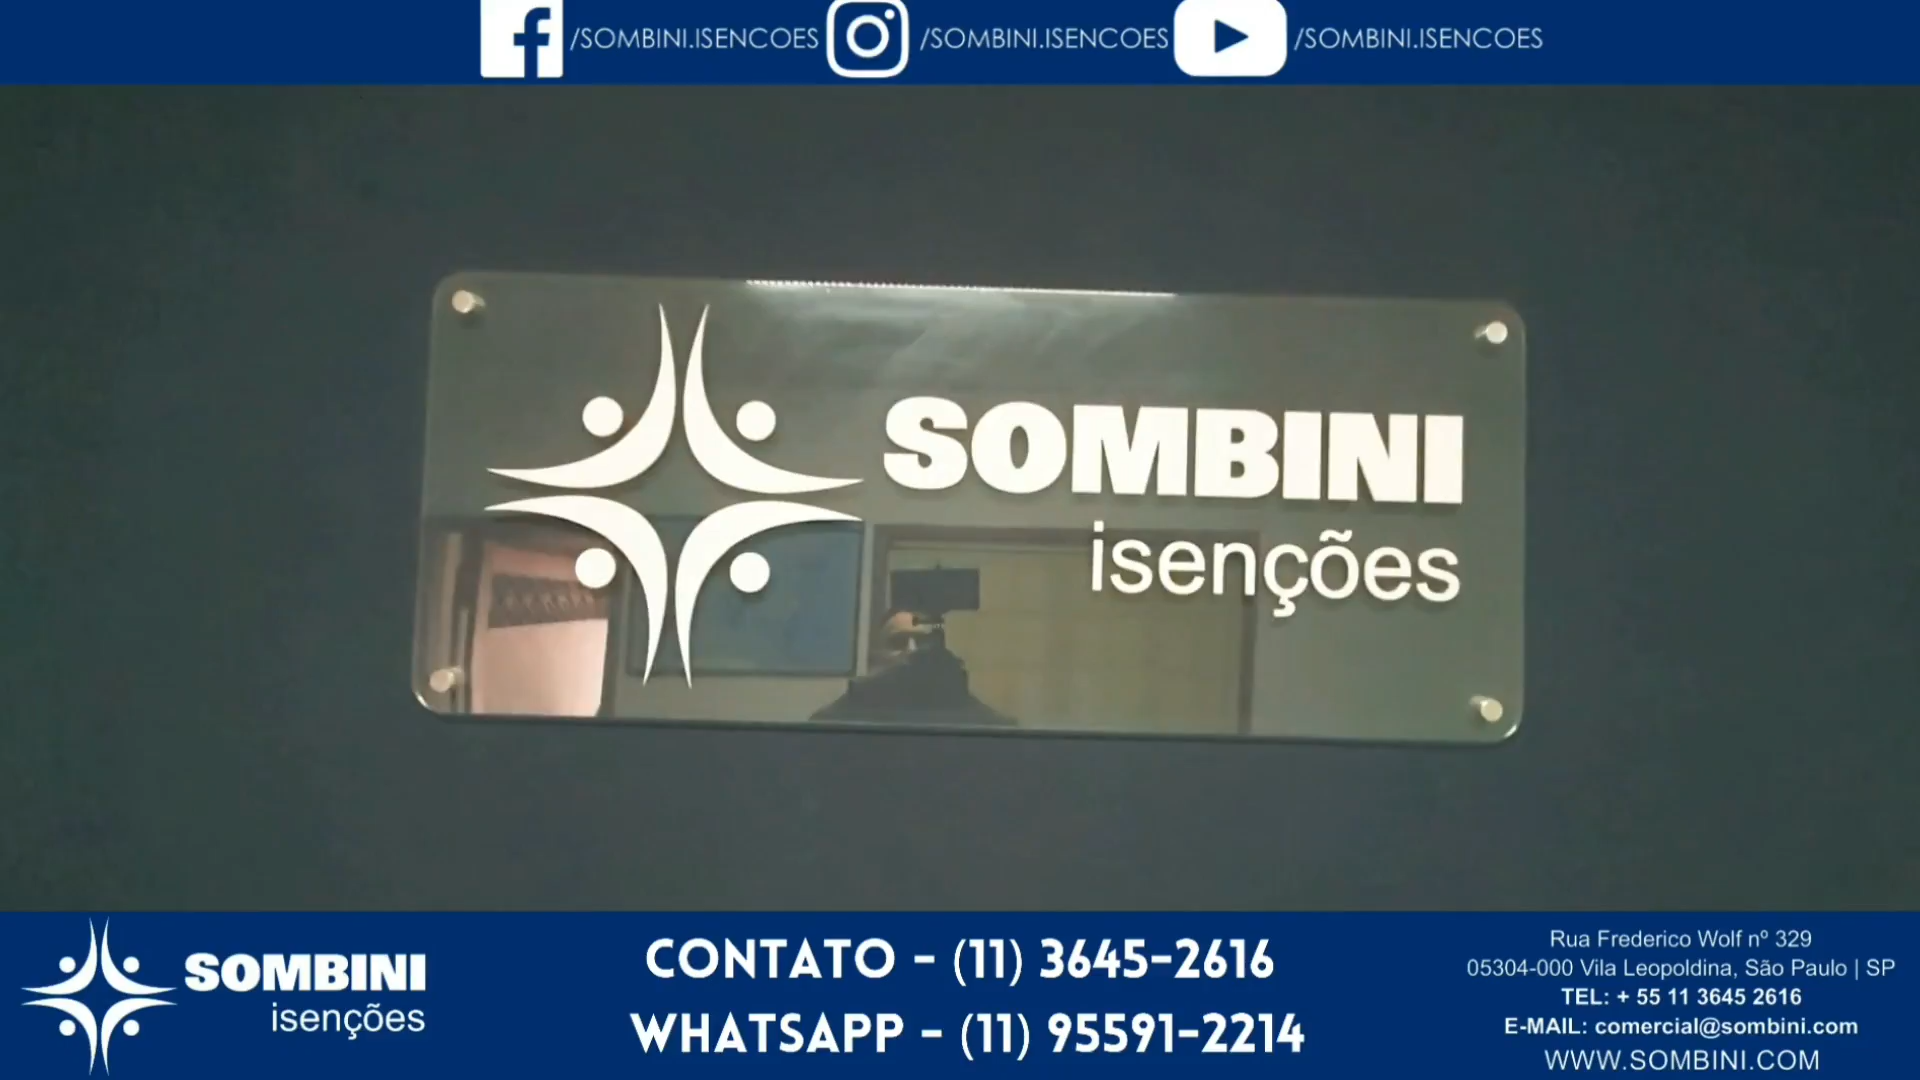 /SOMBINI.ISENCOES /SOMBINI.ISENCOES /SOMBINI.ISENCOES
SOMBINI
isenções
SOMBINI
isenções
CONTATO - (11) 3645-2616
WHATSAPP - (11) 95591-2214
Rua Frederico Wolf nº 329
05304-000 Vila Leopoldina, São Paulo | SP
TEL: + 55 11 3645 2616
E-MAIL: comercial@sombini.com
WWW.SOMBINI.COM